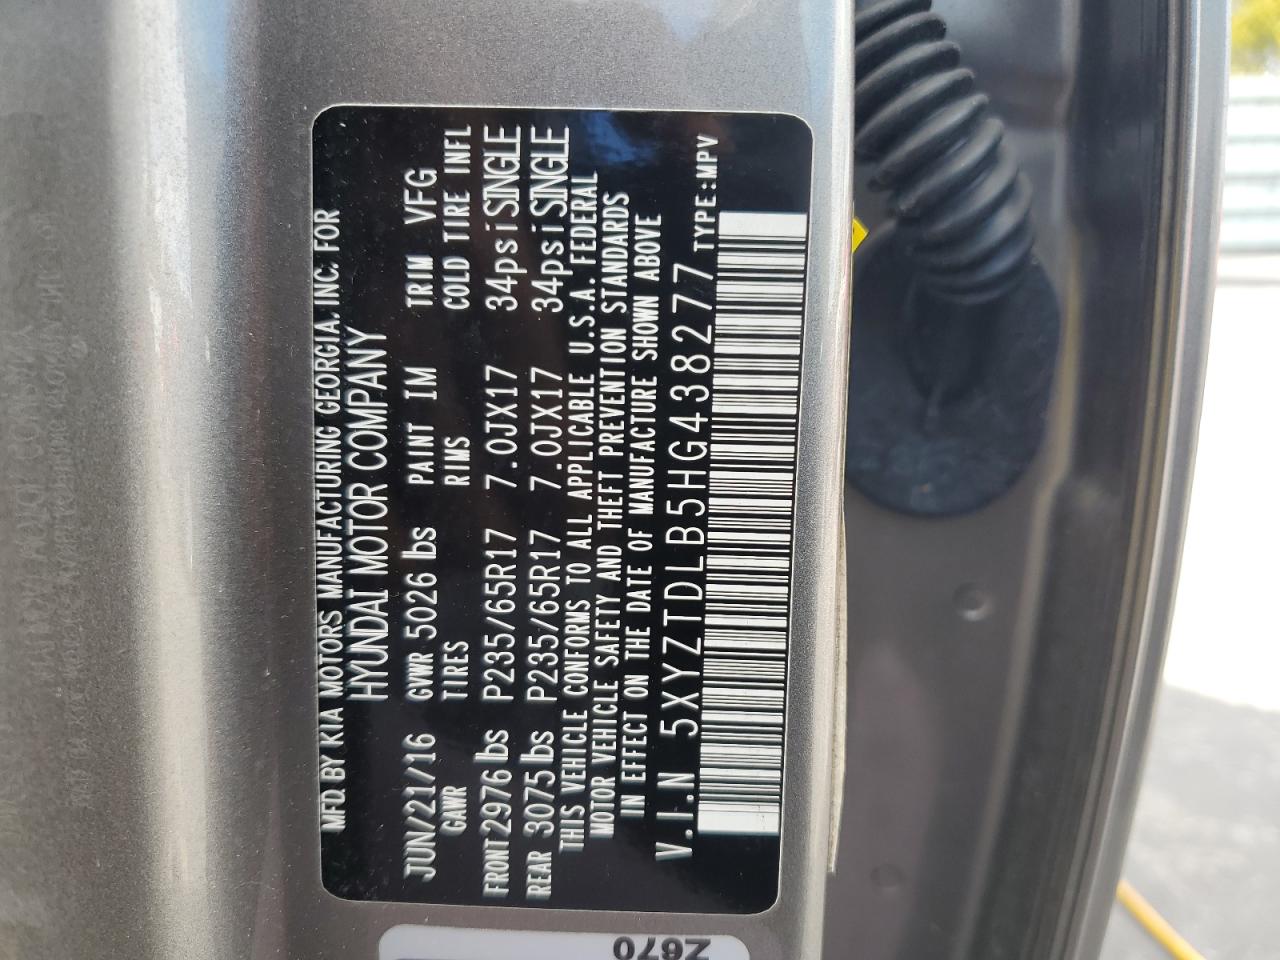 MFD. BY KIA MOTORS MANUFACTURING GEORGIA, INC. FOR
HYUNDAI MOTOR COMPANY
JUN/21/16 GVWR 5026 lbs PAINT IM TRIM VFG
GAWR TIRES RIMS COLD TIRE INFL
FRONT 2976 lbs P235/65R17 7.0JX17 34psi SINGLE
REAR 3075 lbs P235/65R17 7.0JX17 34psi SINGLE
THIS VEHICLE CONFORMS TO ALL APPLICABLE U.S.A. FEDERAL
MOTOR VEHICLE SAFETY AND THEFT PREVENTION STANDARDS
IN EFFECT ON THE DATE OF MANUFACTURE SHOWN ABOVE
V.I.N 5XYZTDLB5HG438277 TYPE:MPV
Z670